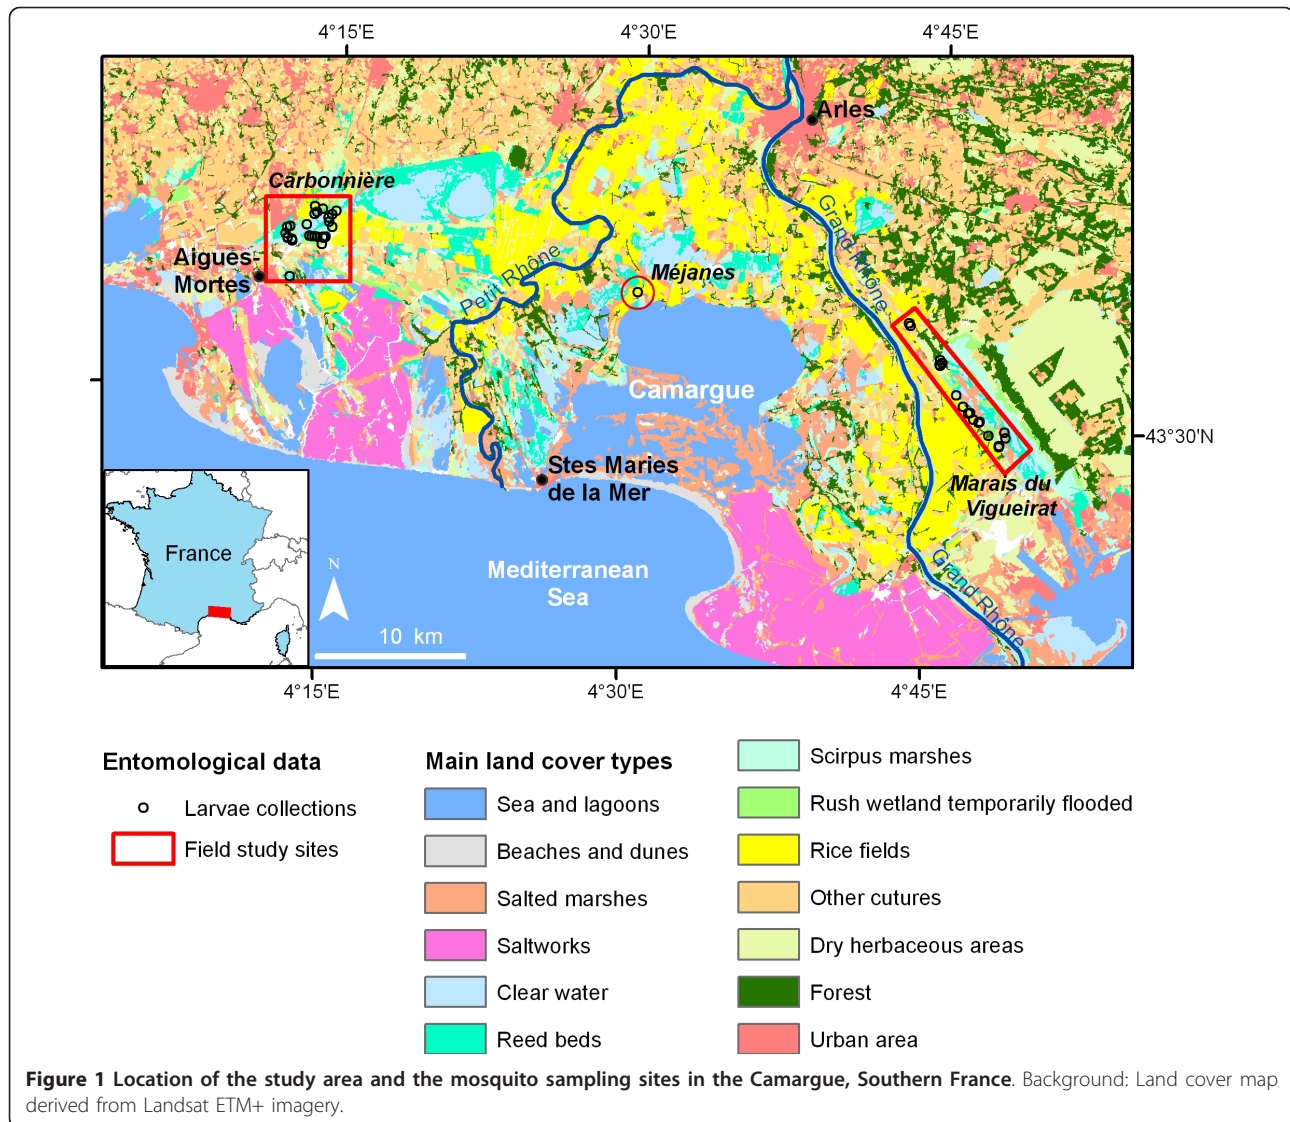 4°15'E
4°30'E
4°45'E
Arles
Carbonnière
Grand Rhône
Aigues-
Mortes
Petit Rhône
Méjanes
Camargue
43°30'N
Stes Maries
de la Mer
Marais du
Vigueirat
France
N
Mediterranean
Sea
Grand Rhône
10 km
4°15'E
4°30'E
4°45'E
Entomological data
Larvae collections
Field study sites
Main land cover types
Sea and lagoons
Beaches and dunes
Salted marshes
Saltworks
Clear water
Reed beds
Scirpus marshes
Rush wetland temporarily flooded
Rice fields
Other cutures
Dry herbaceous areas
Forest
Urban area
Figure 1 Location of the study area and the mosquito sampling sites in the Camargue, Southern France. Background: Land cover map
derived from Landsat ETM+ imagery.